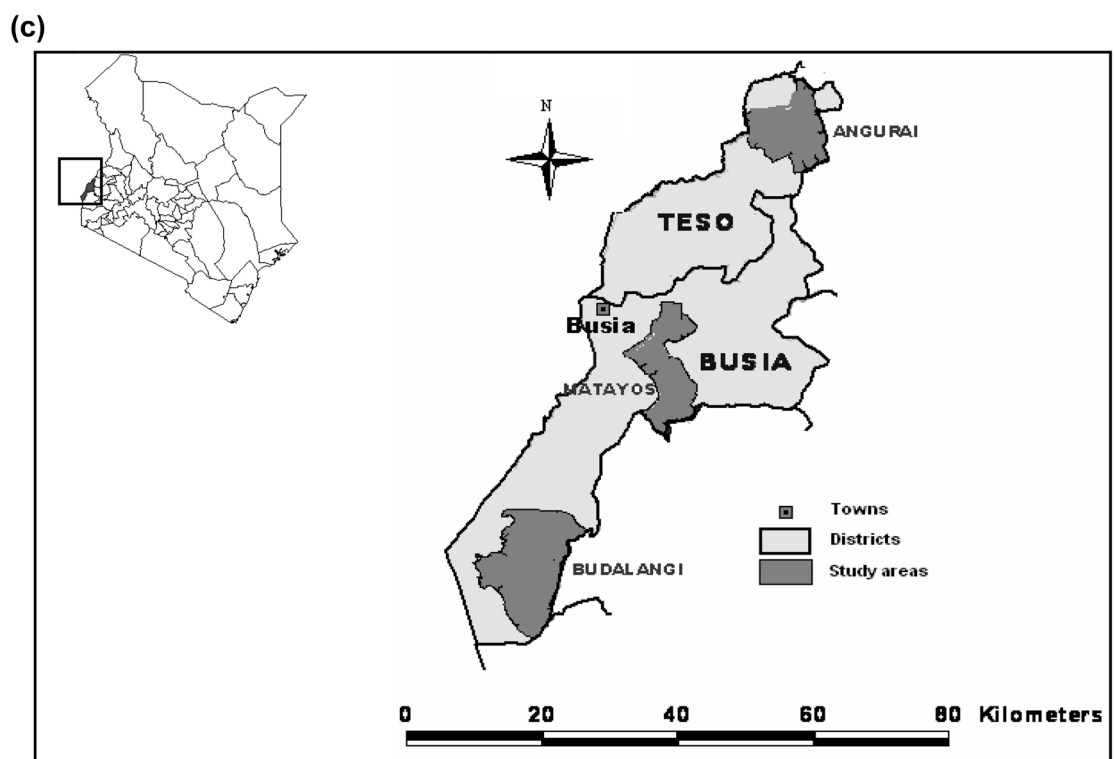 (c)
N
ANGURAI
TESO
Busia
BUSIA
MATAYOS
Towns
Districts
Study areas
BUDALANGI
0 20 40 60 80 Kilometers